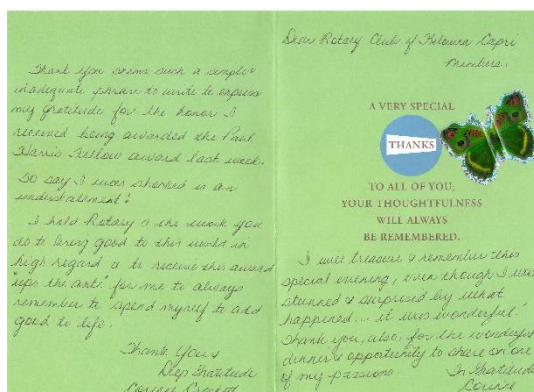 Thank you seems such a simple &
inadequate phrase to write to express
my gratitude for the honor I
received being awarded the Paul
Harris Fellow award last week.
To say I was shocked is an
understatement!
I hold Rotary & the work you
do to bring good to this world in
high regard & to receive this award
"ups the anti" for me to always
remember to spend myself to add
good to life.
Thank You &
Deep Gratitude
Dear Rotary Club of Kelowna Capri
Members,
A VERY SPECIAL
THANKS
TO ALL OF YOU;
YOUR THOUGHTFULNESS
WILL ALWAYS
BE REMEMBERED.
I will treasure & remember this
special evening, even though I was
stunned & surprised by what
happened... it was wonderful!
Thank you, also, for the wonderful
dinner & opportunity to share on one
of my passions.
In Gratitude